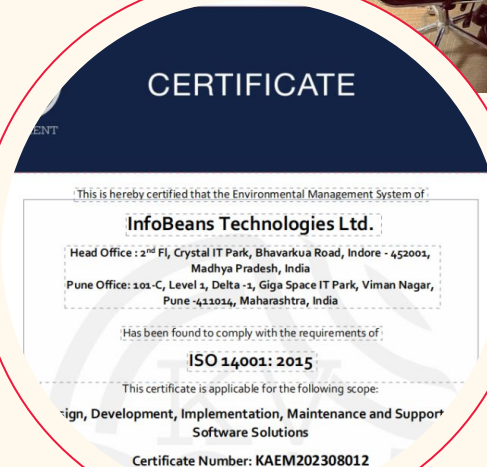 CERTIFICATE
ENT
This is hereby certified that the Environmental Management System of
InfoBeans Technologies Ltd.
Head Office : 2nd Fl, Crystal IT Park, Bhavarkua Road, Indore - 452001,
Madhya Pradesh, India
Pune Office: 101-C, Level 1, Delta -1, Giga Space IT Park, Viman Nagar,
Pune -411014, Maharashtra, India
Has been found to comply with the requirements of
ISO 14001: 2015
This certificate is applicable for the following scope:
ign, Development, Implementation, Maintenance and Support
Software Solutions
Certificate Number: KAEM202308012